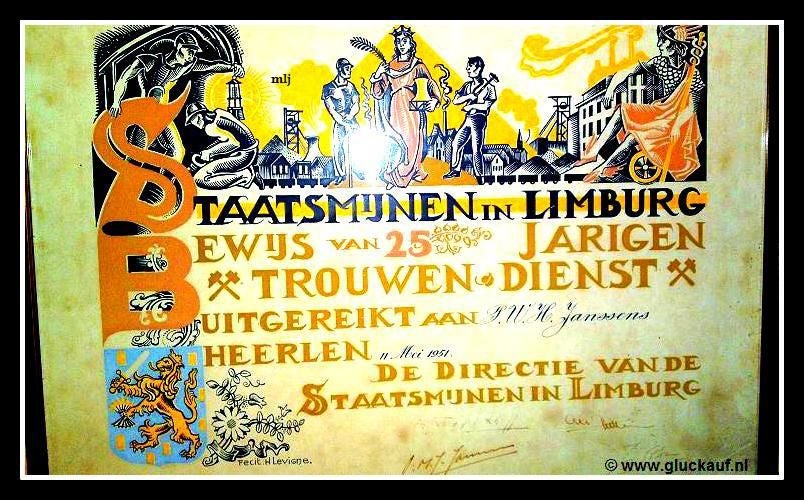 mlj
STAATSMIJNEN IN LIMBURG
BEWIJS VAN 25 JARIGEN
TROUWEN DIENST
UITGEREIKT AAN P.W.H. Janssens
HEERLEN 11 Mei 1951.
DE DIRECTIE VAN DE
STAATSMIJNEN IN LIMBURG
Fecit. H Levigne.
© www.gluckauf.nl